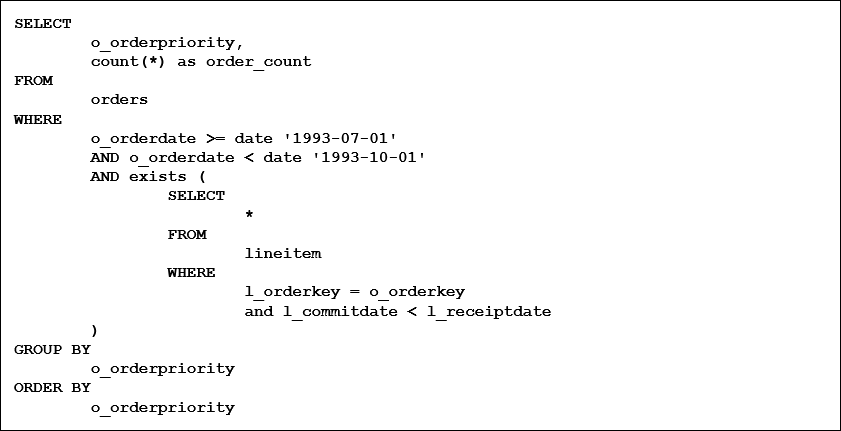 SELECT
o_orderpriority,
count(*) as order_count
FROM
orders
WHERE
o_orderdate >= date '1993-07-01'
AND o_orderdate < date '1993-10-01'
AND exists (
SELECT
*
FROM
lineitem
WHERE
l_orderkey = o_orderkey
and l_commitdate < l_receiptdate
)
GROUP BY
o_orderpriority
ORDER BY
o_orderpriority